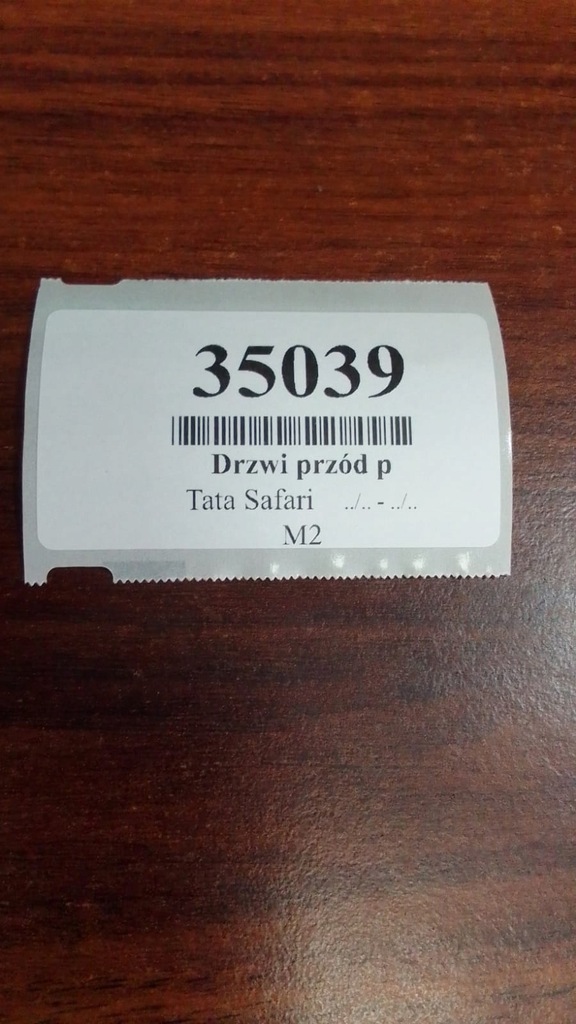 35039
Drzwi przód p
Tata Safari ../.. - ../..
M2